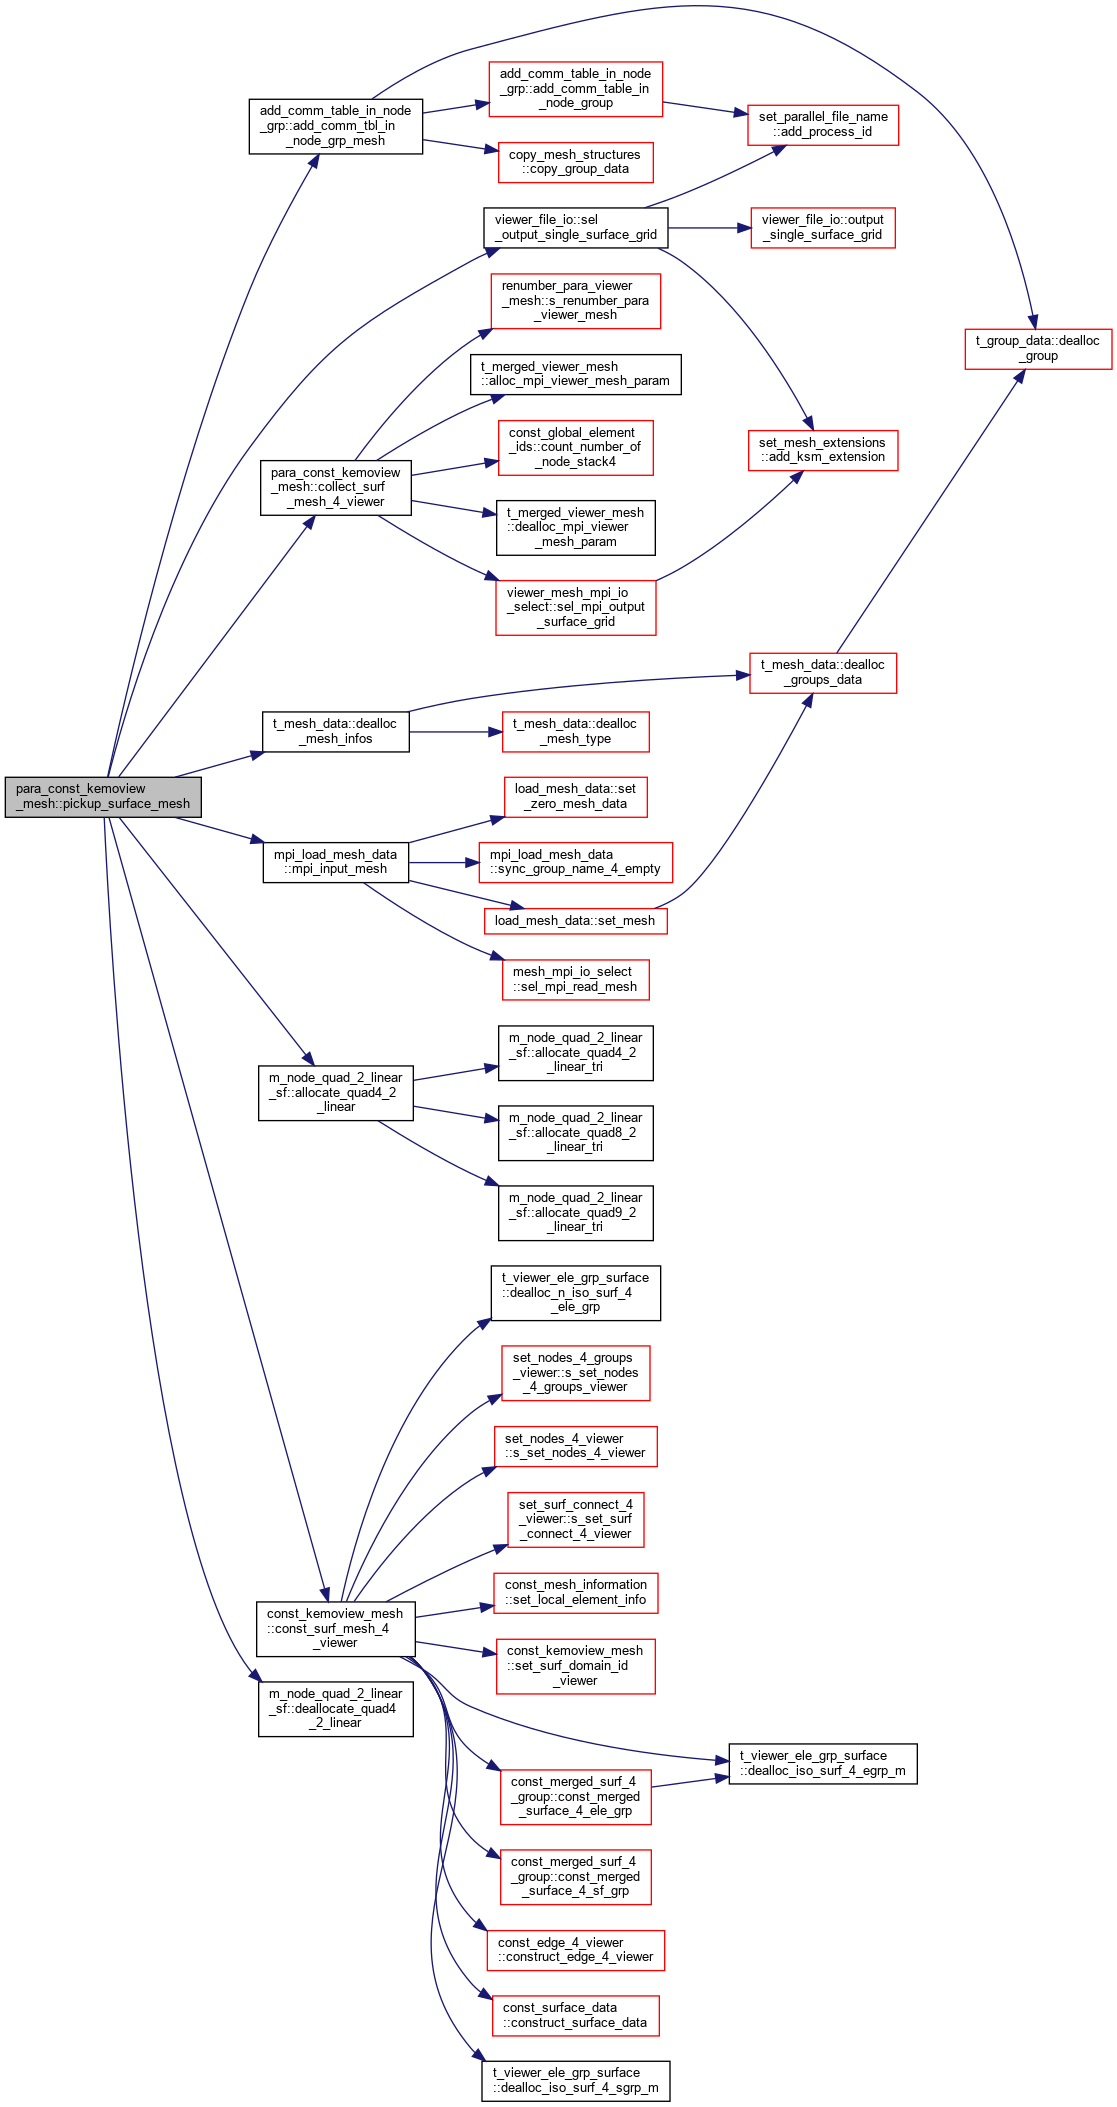 para_const_kemoview
_mesh::pickup_surface_mesh
add_comm_table_in_node
_grp::add_comm_tbl_in
_node_grp_mesh
add_comm_table_in_node
_grp::add_comm_table_in
_node_group
set_parallel_file_name
::add_process_id
copy_mesh_structures
::copy_group_data
viewer_file_io::sel
_output_single_surface_grid
viewer_file_io::output
_single_surface_grid
renumber_para_viewer
_mesh::s_renumber_para
_viewer_mesh
t_group_data::dealloc
_group
t_merged_viewer_mesh
::alloc_mpi_viewer_mesh_param
const_global_element
_ids::count_number_of
_node_stack4
set_mesh_extensions
::add_ksm_extension
para_const_kemoview
_mesh::collect_surf
_mesh_4_viewer
t_merged_viewer_mesh
::dealloc_mpi_viewer
_mesh_param
viewer_mesh_mpi_io
_select::sel_mpi_output
_surface_grid
t_mesh_data::dealloc
_groups_data
t_mesh_data::dealloc
_mesh_infos
t_mesh_data::dealloc
_mesh_type
load_mesh_data::set
_zero_mesh_data
mpi_load_mesh_data
::mpi_input_mesh
mpi_load_mesh_data
::sync_group_name_4_empty
load_mesh_data::set_mesh
mesh_mpi_io_select
::sel_mpi_read_mesh
m_node_quad_2_linear
_sf::allocate_quad4_2
_linear_tri
m_node_quad_2_linear
_sf::allocate_quad4_2
_linear
m_node_quad_2_linear
_sf::allocate_quad8_2
_linear_tri
m_node_quad_2_linear
_sf::allocate_quad9_2
_linear_tri
t_viewer_ele_grp_surface
::dealloc_n_iso_surf_4
_ele_grp
set_nodes_4_groups
_viewer::s_set_nodes
_4_groups_viewer
set_nodes_4_viewer
::s_set_nodes_4_viewer
set_surf_connect_4
_viewer::s_set_surf
_connect_4_viewer
const_mesh_information
::set_local_element_info
const_kemoview_mesh
::const_surf_mesh_4
_viewer
const_kemoview_mesh
::set_surf_domain_id
_viewer
m_node_quad_2_linear
_sf::deallocate_quad4
_2_linear
t_viewer_ele_grp_surface
::dealloc_iso_surf_4_egrp_m
const_merged_surf_4
_group::const_merged
_surface_4_ele_grp
const_merged_surf_4
_group::const_merged
_surface_4_sf_grp
const_edge_4_viewer
::construct_edge_4_viewer
const_surface_data
::construct_surface_data
t_viewer_ele_grp_surface
::dealloc_iso_surf_4_sgrp_m